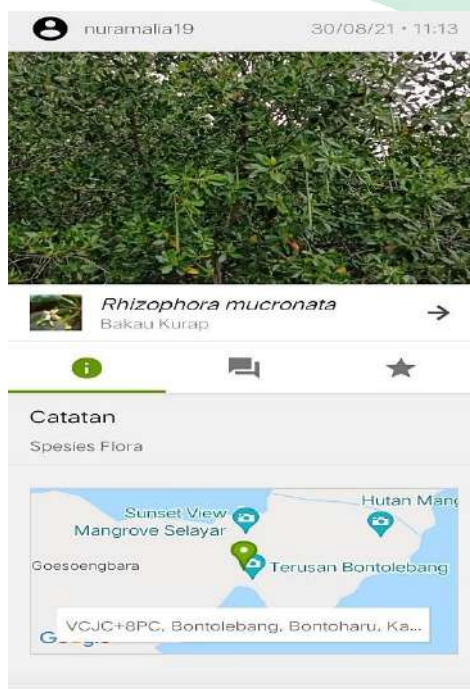 nuramalia19 30/08/21 • 11:13
Rhizophora mucronata
Bakau Kurap
Catatan
Spesies Flora
Sunset View
Mangrove Selayar
Hutan Mang
Goesoengbara
Terusan Bontolebang
VCJC+8PC, Bontolebang, Bontoharu, Ka...